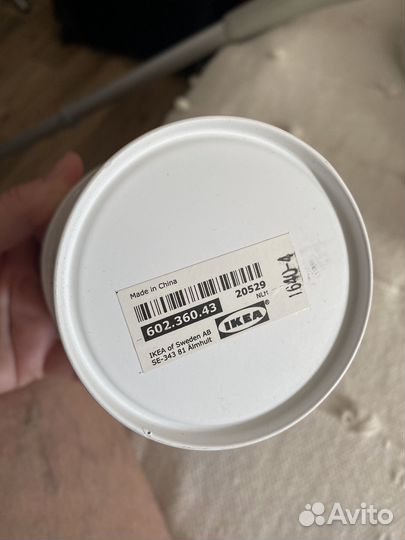 Made in China
602.360.43
20529
NLH
IKEA of Sweden AB
SE-343 81 Älmhult
IKEA
1640-4
Avito